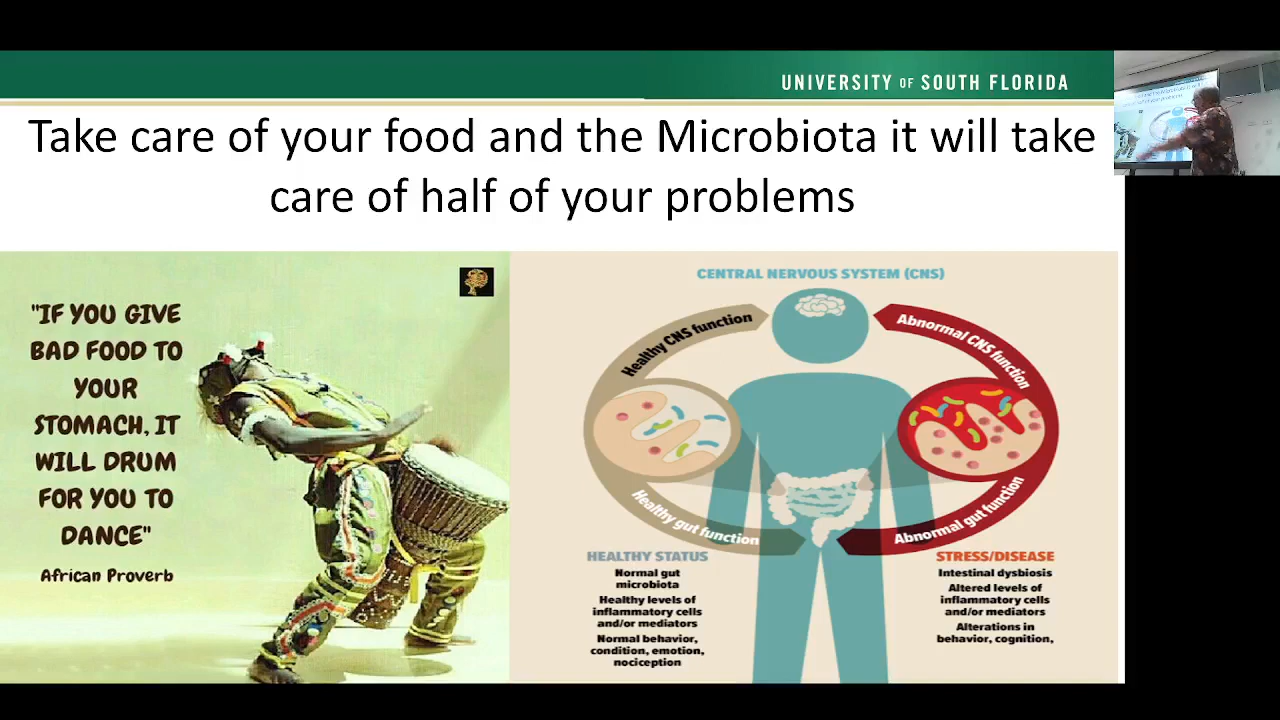 UNIVERSITY OF SOUTH FLORIDA
Take care of your food and the Microbiota it will take
care of half of your problems
"IF YOU GIVE
BAD FOOD TO
YOUR
STOMACH, IT
WILL DRUM
FOR YOU TO
DANCE"
African Proverb
CENTRAL NERVOUS SYSTEM (CNS)
Healthy CNS function
Abnormal CNS function
Healthy gut function
Abnormal gut function
HEALTHY STATUS
Normal gut
microbiota
Healthy levels of
inflammatory cells
and/or mediators
Normal behavior,
condition, emotion,
nociception
STRESS/DISEASE
Intestinal dysbiosis
Altered levels of
inflammatory cells
and/or mediators
Alterations in
behavior, cognition,